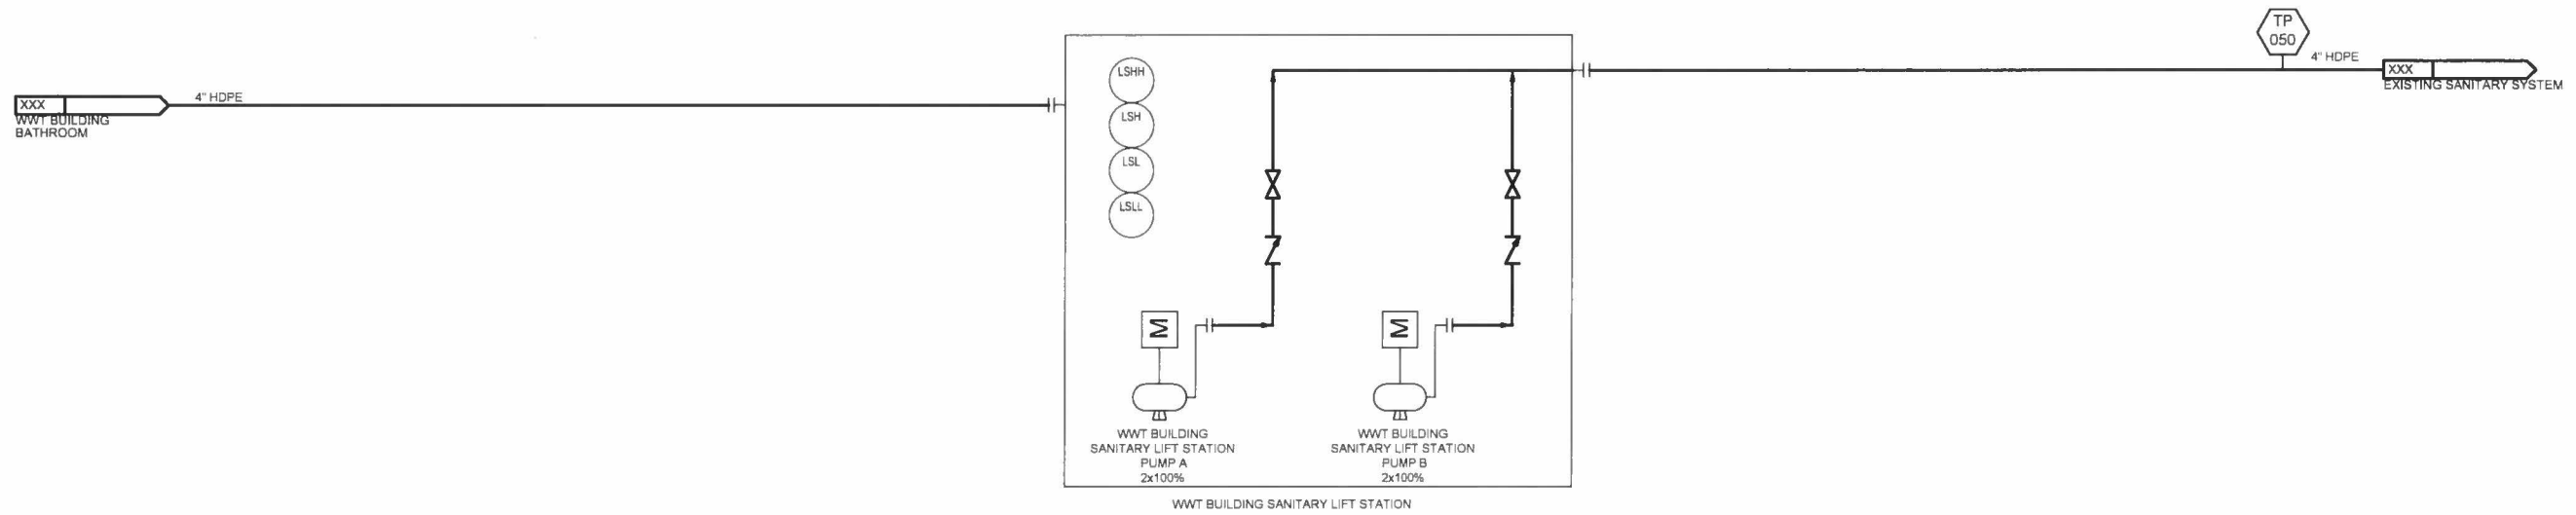 XXX
WWT BUILDING
BATHROOM
4" HDPE
LSHH
LSH
LSL
LSLL
M
WWT BUILDING
SANITARY LIFT STATION
PUMP A
2x100%
M
WWT BUILDING
SANITARY LIFT STATION
PUMP B
2x100%
WWT BUILDING SANITARY LIFT STATION
TP
050
4" HDPE
XXX
EXISTING SANITARY SYSTEM